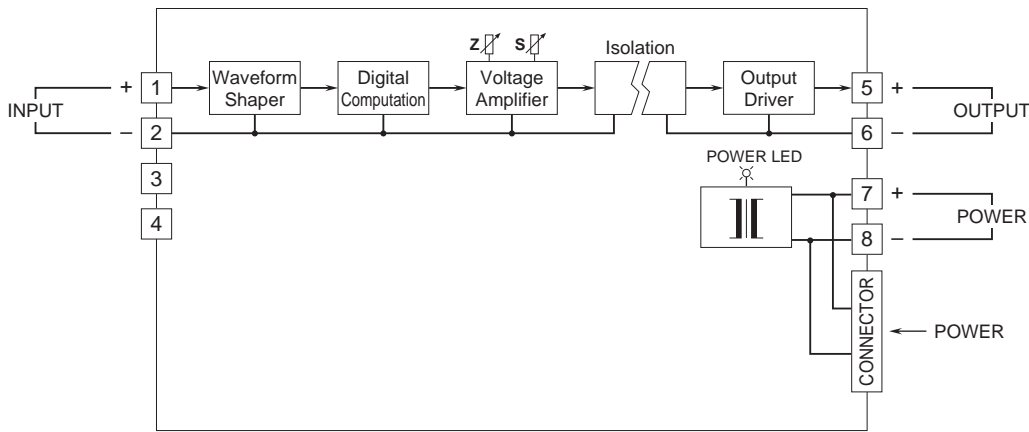 Z
S
Isolation
Waveform
Shaper
Digital
Computation
Voltage
Amplifier
Output
Driver
INPUT
+
–
1
2
3
4
5
6
+
–
OUTPUT
POWER LED
7
8
+
–
POWER
CONNECTOR
POWER